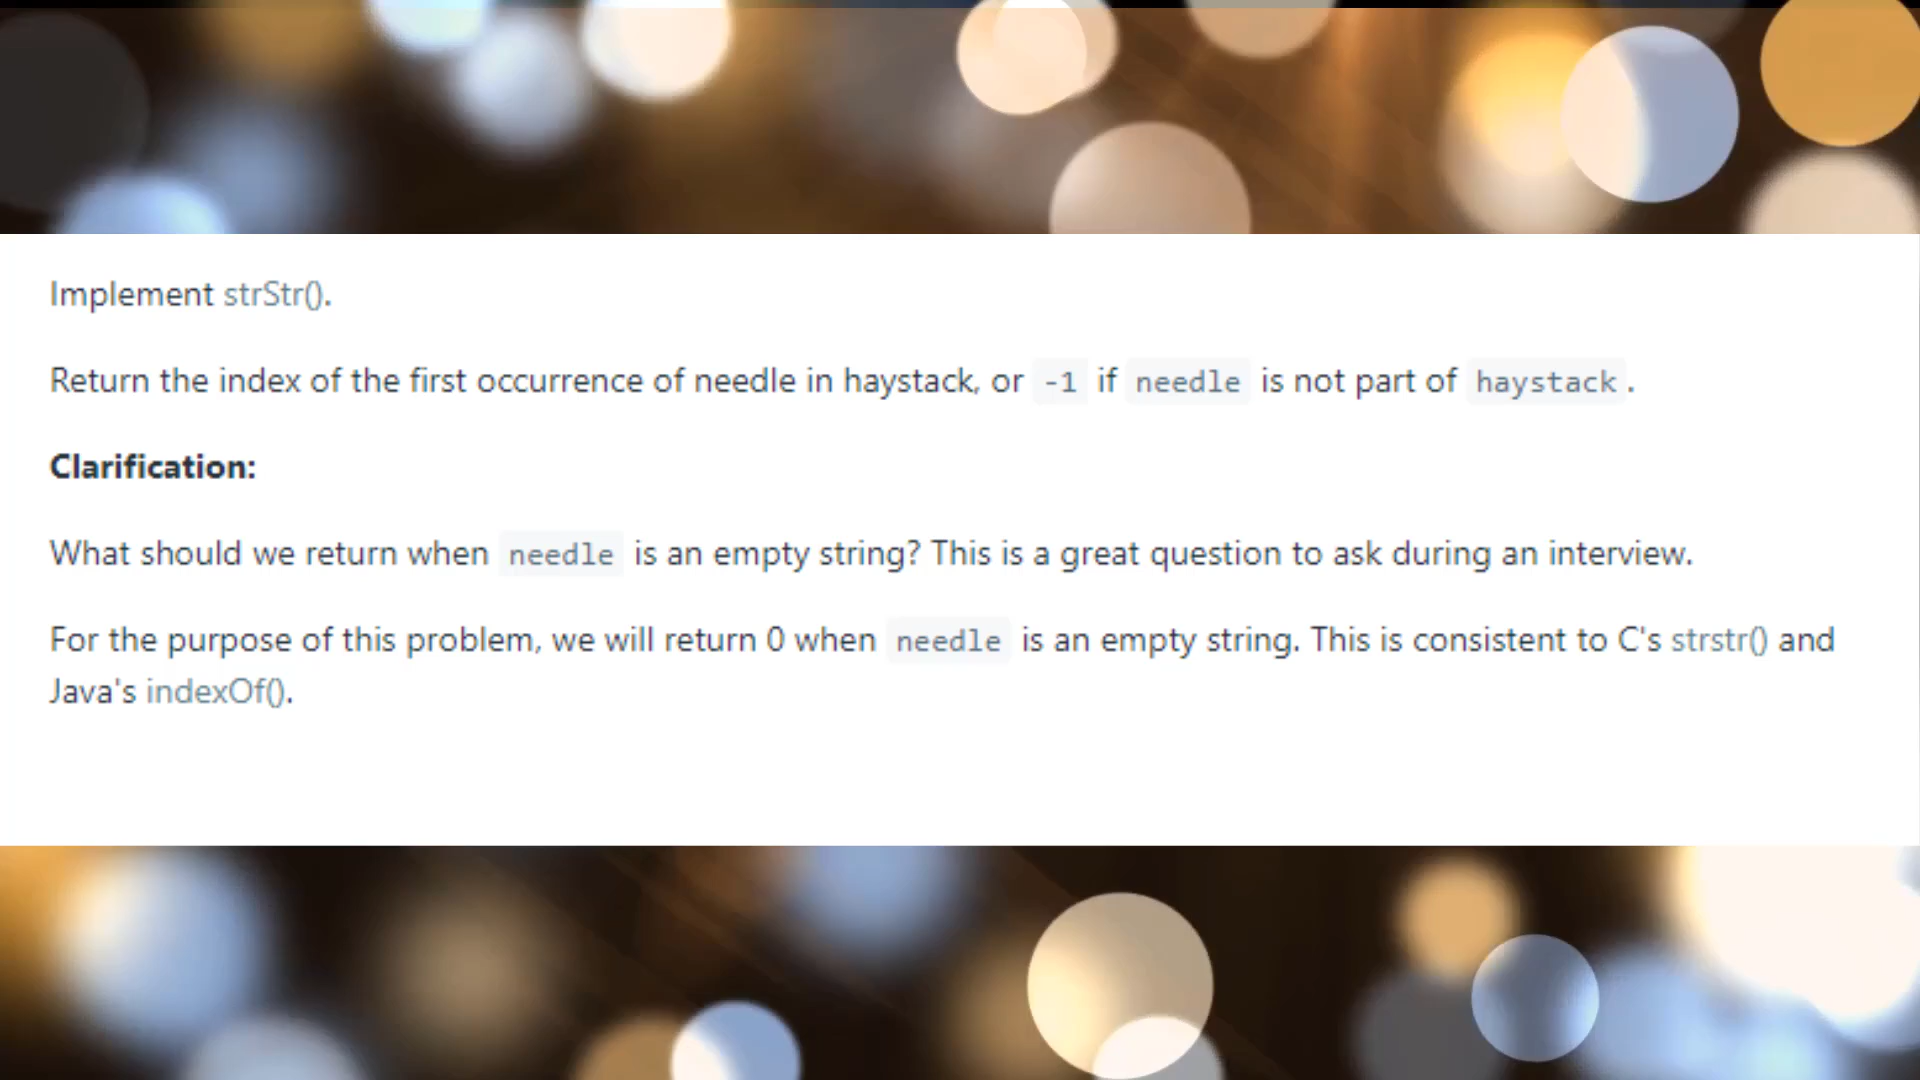 Implement strStr().
Return the index of the first occurrence of needle in haystack, or -1 if needle is not part of haystack.
Clarification:
What should we return when needle is an empty string? This is a great question to ask during an interview.
For the purpose of this problem, we will return 0 when needle is an empty string. This is consistent to C's strstr() and
Java's indexOf().